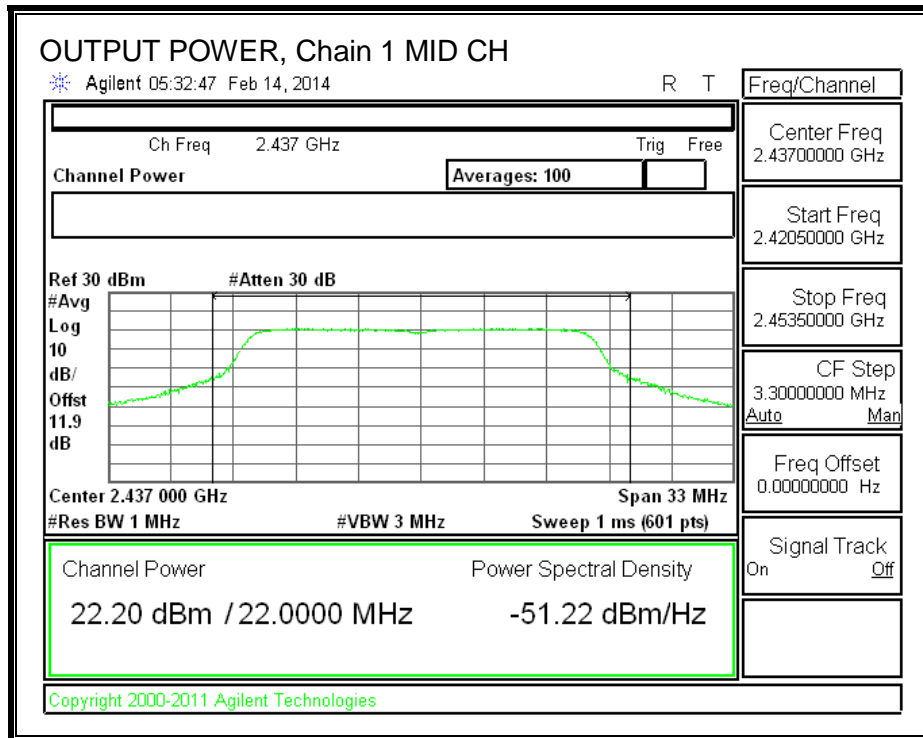 OUTPUT POWER, Chain 1 MID CH
Agilent 05:32:47 Feb 14, 2014 R T
Freq/Channel
Ch Freq 2.437 GHz Trig Free
Channel Power Averages: 100
Center Freq
2.43700000 GHz
Start Freq
2.42050000 GHz
Stop Freq
2.45350000 GHz
CF Step
3.30000000 MHz
Auto Man
Freq Offset
0.00000000 Hz
Signal Track
On Off
Ref 30 dBm #Atten 30 dB
#Avg
Log
10
dB/
Offst
11.9
dB
Center 2.437 000 GHz Span 33 MHz
#Res BW 1 MHz #VBW 3 MHz Sweep 1 ms (601 pts)
Channel Power Power Spectral Density
22.20 dBm / 22.0000 MHz -51.22 dBm/Hz
Copyright 2000-2011 Agilent Technologies